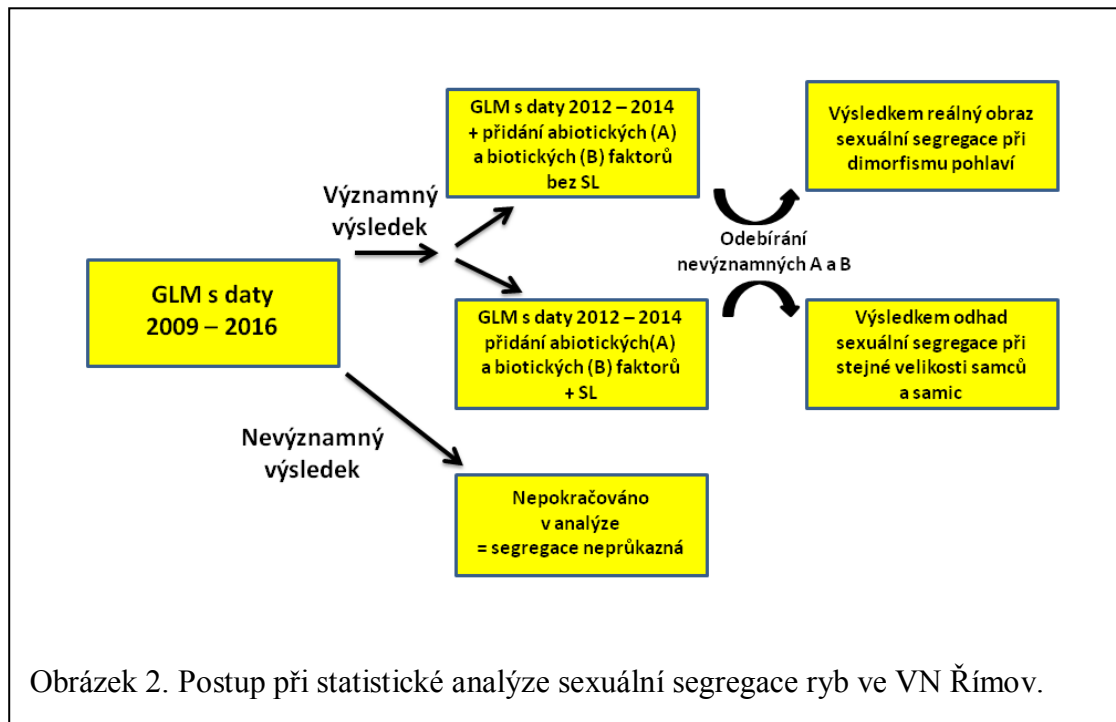 GLM s daty
2009 – 2016
Významný
výsledek
Nevýznamný
výsledek
GLM s daty 2012 – 2014
+ přidání abiotických (A)
a biotických (B) faktorů
bez SL
GLM s daty 2012 – 2014
přidání abiotických(A)
a biotických (B) faktorů
+ SL
Nepokračováno
v analýze
= segregace neprůkazná
Odebírání
nevýznamných A a B
Výsledkem reálný obraz
sexuální segregace při
dimorfismu pohlaví
Výsledkem odhad
sexuální segregace při
stejné velikosti samců
a samic
Obrázek 2. Postup při statistické analýze sexuální segregace ryb ve VN Římov.